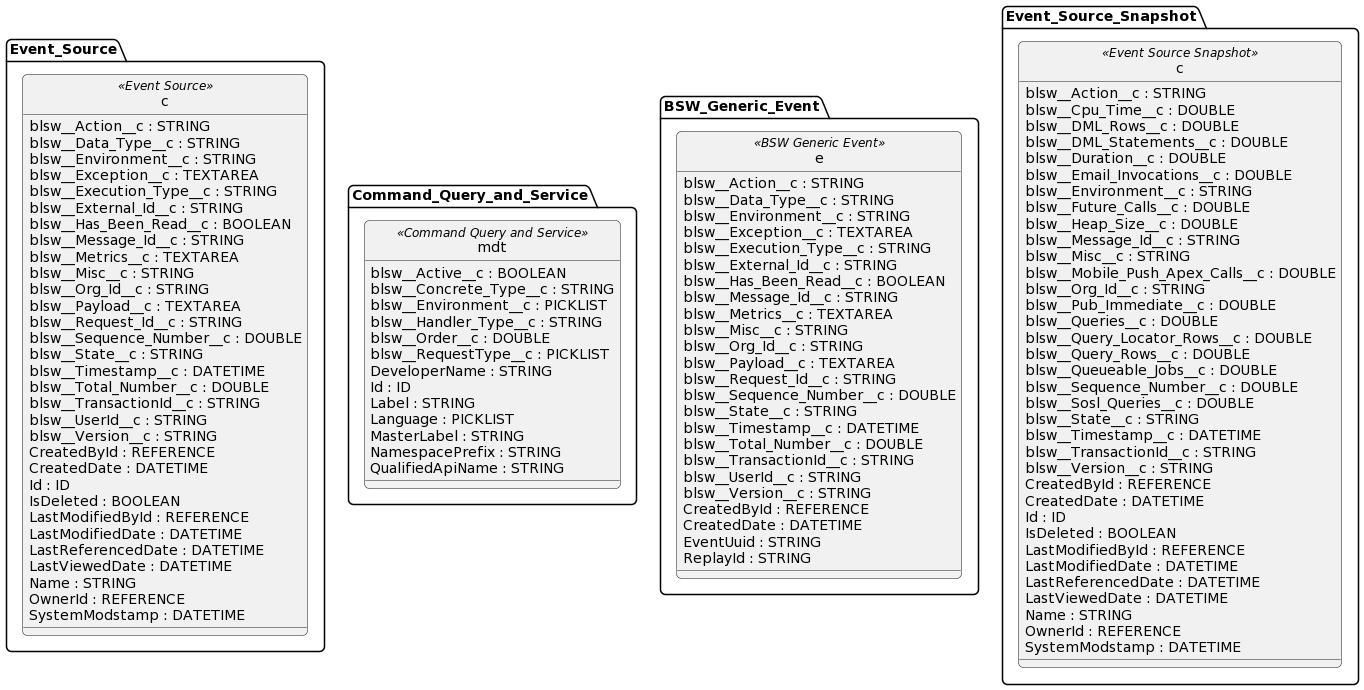 Event_Source
«Event Source»
c
blsw__Action__c : STRING
blsw__Data_Type__c : STRING
blsw__Environment__c : STRING
blsw__Exception__c : TEXTAREA
blsw__Execution_Type__c : STRING
blsw__External_Id__c : STRING
blsw__Has_Been_Read__c : BOOLEAN
blsw__Message_Id__c : STRING
blsw__Metrics__c : TEXTAREA
blsw__Misc__c : STRING
blsw__Org_Id__c : STRING
blsw__Payload__c : TEXTAREA
blsw__Request_Id__c : STRING
blsw__Sequence_Number__c : DOUBLE
blsw__State__c : STRING
blsw__Timestamp__c : DATETIME
blsw__Total_Number__c : DOUBLE
blsw__TransactionId__c : STRING
blsw__UserId__c : STRING
blsw__Version__c : STRING
CreatedById : REFERENCE
CreatedDate : DATETIME
Id : ID
IsDeleted : BOOLEAN
LastModifiedById : REFERENCE
LastModifiedDate : DATETIME
LastReferencedDate : DATETIME
LastViewedDate : DATETIME
Name : STRING
OwnerId : REFERENCE
SystemModstamp : DATETIME
Command_Query_and_Service
«Command Query and Service»
mdt
blsw__Active__c : BOOLEAN
blsw__Concrete_Type__c : STRING
blsw__Environment__c : PICKLIST
blsw__Handler_Type__c : STRING
blsw__Order__c : DOUBLE
blsw__RequestType__c : PICKLIST
DeveloperName : STRING
Id : ID
Label : STRING
Language : PICKLIST
MasterLabel : STRING
NamespacePrefix : STRING
QualifiedApiName : STRING
BSW_Generic_Event
«BSW Generic Event»
e
blsw__Action__c : STRING
blsw__Data_Type__c : STRING
blsw__Environment__c : STRING
blsw__Exception__c : TEXTAREA
blsw__Execution_Type__c : STRING
blsw__External_Id__c : STRING
blsw__Has_Been_Read__c : BOOLEAN
blsw__Message_Id__c : STRING
blsw__Metrics__c : TEXTAREA
blsw__Misc__c : STRING
blsw__Org_Id__c : STRING
blsw__Payload__c : TEXTAREA
blsw__Request_Id__c : STRING
blsw__Sequence_Number__c : DOUBLE
blsw__State__c : STRING
blsw__Timestamp__c : DATETIME
blsw__Total_Number__c : DOUBLE
blsw__TransactionId__c : STRING
blsw__UserId__c : STRING
blsw__Version__c : STRING
CreatedById : REFERENCE
CreatedDate : DATETIME
EventUuid : STRING
ReplayId : STRING
Event_Source_Snapshot
«Event Source Snapshot»
c
blsw__Action__c : STRING
blsw__Cpu_Time__c : DOUBLE
blsw__DML_Rows__c : DOUBLE
blsw__DML_Statements__c : DOUBLE
blsw__Duration__c : DOUBLE
blsw__Email_Invocations__c : DOUBLE
blsw__Environment__c : STRING
blsw__Future_Calls__c : DOUBLE
blsw__Heap_Size__c : DOUBLE
blsw__Message_Id__c : STRING
blsw__Misc__c : STRING
blsw__Mobile_Push_Apex_Calls__c : DOUBLE
blsw__Org_Id__c : STRING
blsw__Pub_Immediate__c : DOUBLE
blsw__Queries__c : DOUBLE
blsw__Query_Locator_Rows__c : DOUBLE
blsw__Query_Rows__c : DOUBLE
blsw__Queueable_Jobs__c : DOUBLE
blsw__Sequence_Number__c : DOUBLE
blsw__Sosl_Queries__c : DOUBLE
blsw__State__c : STRING
blsw__Timestamp__c : DATETIME
blsw__TransactionId__c : STRING
blsw__Version__c : STRING
CreatedById : REFERENCE
CreatedDate : DATETIME
Id : ID
IsDeleted : BOOLEAN
LastModifiedById : REFERENCE
LastModifiedDate : DATETIME
LastReferencedDate : DATETIME
LastViewedDate : DATETIME
Name : STRING
OwnerId : REFERENCE
SystemModstamp : DATETIME